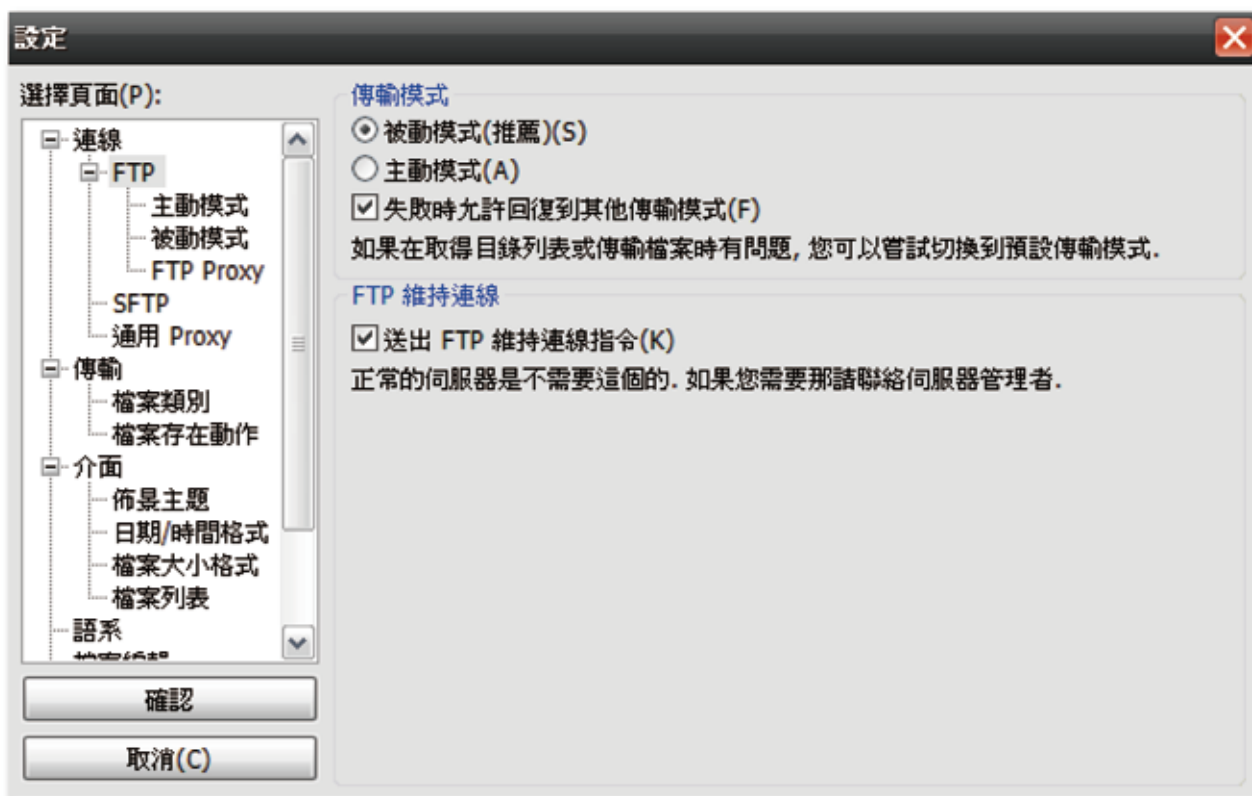 設定
選擇頁面(P):
連線
FTP
主動模式
被動模式
FTP Proxy
SFTP
通用 Proxy
傳輸
檔案類別
檔案存在動作
介面
佈景主題
日期/時間格式
檔案大小格式
檔案列表
語系
檔案編輯
確認
取消(C)
傳輸模式
被動模式(推薦)(S)
主動模式(A)
失敗時允許回復到其他傳輸模式(F)
如果在取得目錄列表或傳輸檔案時有問題, 您可以嘗試切換到預設傳輸模式.
FTP 維持連線
送出 FTP 維持連線指令(K)
正常的伺服器是不需要這個的. 如果您需要那請聯絡伺服器管理者.